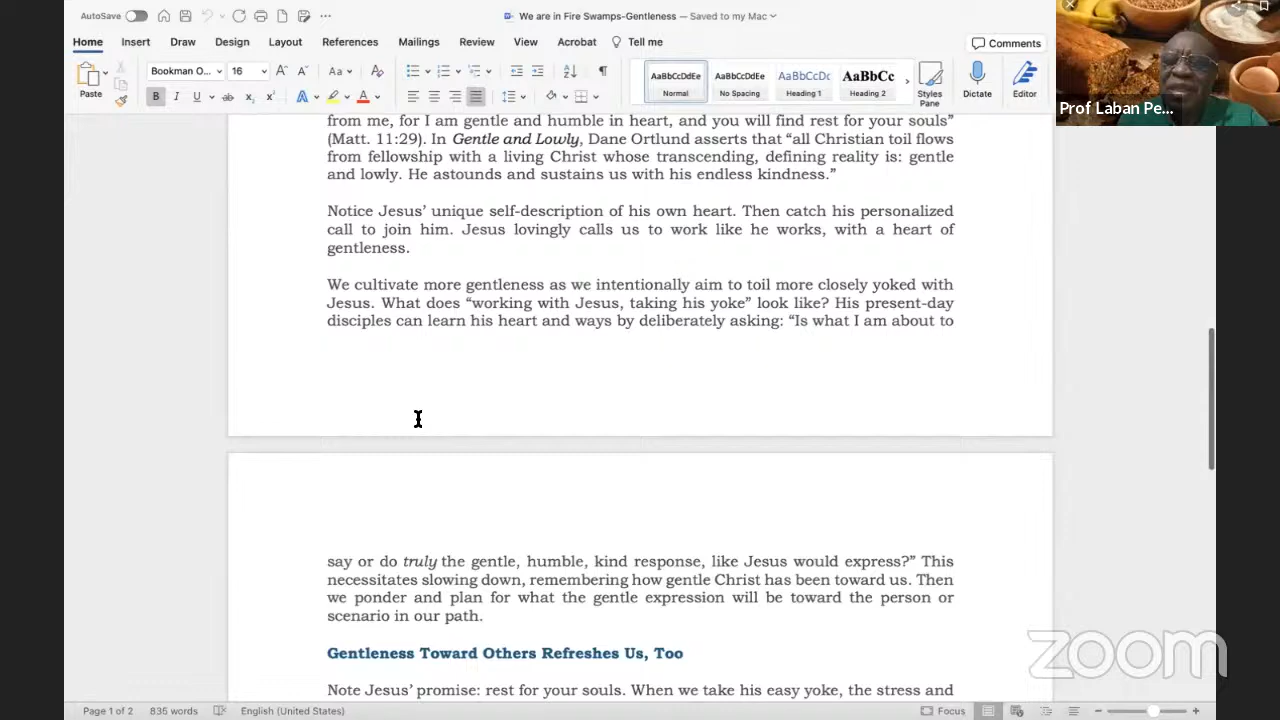 AutoSave
We are in Fire Swamps-Gentleness — Saved to my Mac
Home Insert Draw Design Layout References Mailings Review View Acrobat Tell me
Comments
Paste
Bookman O... 16
AaBbCcDdEe AaBbCcDdEe AaBbCcDc AaBbCc
Normal No Spacing Heading 1 Heading 2
Styles Pane
Dictate
Editor
Prof Laban Pe...
from me, for I am gentle and humble in heart, and you will find rest for your souls”
(Matt. 11:29). In Gentle and Lowly, Dane Ortlund asserts that “all Christian toil flows
from fellowship with a living Christ whose transcending, defining reality is: gentle
and lowly. He astounds and sustains us with his endless kindness.”
Notice Jesus’ unique self-description of his own heart. Then catch his personalized
call to join him. Jesus lovingly calls us to work like he works, with a heart of
gentleness.
We cultivate more gentleness as we intentionally aim to toil more closely yoked with
Jesus. What does “working with Jesus, taking his yoke” look like? His present-day
disciples can learn his heart and ways by deliberately asking: “Is what I am about to
say or do truly the gentle, humble, kind response, like Jesus would express?” This
necessitates slowing down, remembering how gentle Christ has been toward us. Then
we ponder and plan for what the gentle expression will be toward the person or
scenario in our path.
Gentleness Toward Others Refreshes Us, Too
Note Jesus’ promise: rest for your souls. When we take his easy yoke, the stress and
zoom
Page 1 of 2 835 words English (United States) Focus